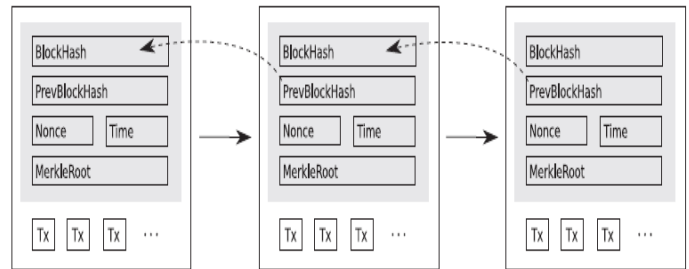 BlockHash
PrevBlockHash
Nonce Time
MerkleRoot
Tx Tx Tx ...
BlockHash
PrevBlockHash
Nonce Time
MerkleRoot
Tx Tx Tx ...
BlockHash
PrevBlockHash
Nonce Time
MerkleRoot
Tx Tx Tx ...